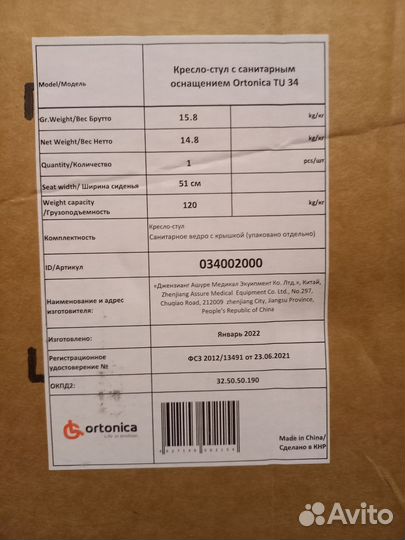 Model/Модель
Кресло-стул с санитарным
оснащением Ortonica TU 34
Gr.Weight/Вес Брутто 15.8 kg/кг
Net Weight/Вес Нетто 14.8 kg/кг
Quantity/Количество 1 pcs/шт
Seat width/ Ширина сиденья 51 см
Weight capacity
/Грузоподъемность 120 kg/кг
Комплектность
Кресло-стул
Санитарное ведро с крышкой (упаковано отдельно)
ID/Артикул 034002000
Наименование и адрес
изготовителя:
«Джензианг Ашуре Медикал Экуипмент Ко. Лтд.», Китай,
Zhenjiang Assure Medical Equipment Co. Ltd., No.297,
Chuqiao Road, 212009 zhenjiang City, Jiangsu Province,
People's Republic of China
Изготовлено: Январь 2022
Регистрационное
удостоверение №
ФСЗ 2012/13491 от 23.06.2021
ОКПД2: 32.50.50.190
ortonica
Made in China/
Сделано в КНР
Avito